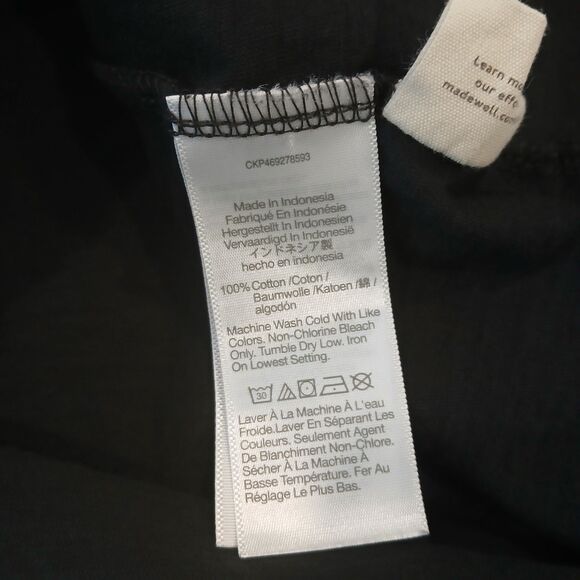 Learn mo
our effo
madewell.com
CKP469278593
Made In Indonesia
Fabriqué En Indonésie
Hergestellt In Indonesien
Vervaardigd In Indonesië
インドネシア製
hecho en indonesia
100% Cotton /Coton /
Baumwolle /Katoen /綿 /
algodón
Machine Wash Cold With Like
Colors. Non-Chlorine Bleach
Only. Tumble Dry Low. Iron
On Lowest Setting.
30
Laver À La Machine À L'eau
Froide.Laver En Séparant Les
Couleurs. Seulement Agent
De Blanchiment Non-Chlore.
Sécher À La Machine À
Basse Température. Fer Au
Réglage Le Plus Bas.